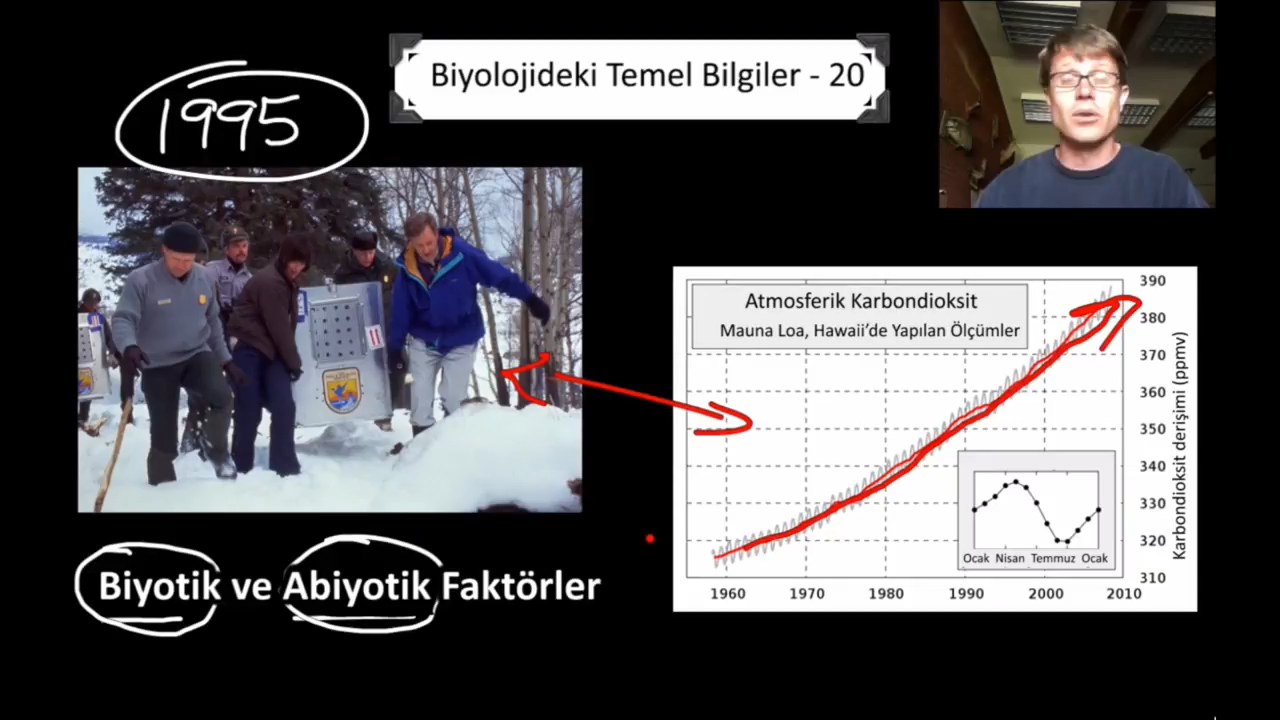 Biyolojideki Temel Bilgiler - 20
1995
Biyotik ve Abiyotik Faktörler
Atmosferik Karbondioksit
Mauna Loa, Hawaii’de Yapılan Ölçümler
390
380
370
360
350
340
330
320
310
Karbondioksit derişimi (ppmv)
Ocak Nisan Temmuz Ocak
1960 1970 1980 1990 2000 2010